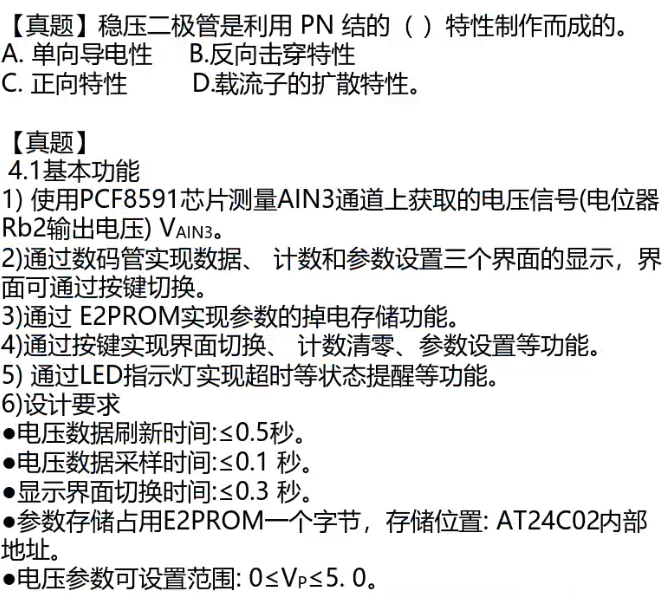 【真题】稳压二极管是利用 PN 结的（ ）特性制作而成的。
A. 单向导电性 B.反向击穿特性
C. 正向特性 D.载流子的扩散特性。
【真题】
4.1基本功能
1) 使用PCF8591芯片测量AIN3通道上获取的电压信号(电位器
Rb2输出电压) VAIN3。
2)通过数码管实现数据、 计数和参数设置三个界面的显示，界
面可通过按键切换。
3)通过 E2PROM实现参数的掉电存储功能。
4)通过按键实现界面切换、 计数清零、参数设置等功能。
5) 通过LED指示灯实现超时等状态提醒等功能。
6)设计要求
●电压数据刷新时间:≤0.5秒。
●电压数据采样时间:≤0.1 秒。
●显示界面切换时间:≤0.3 秒。
●参数存储占用E2PROM一个字节，存储位置: AT24C02内部
地址。
●电压参数可设置范围: 0≤VP≤5. 0。